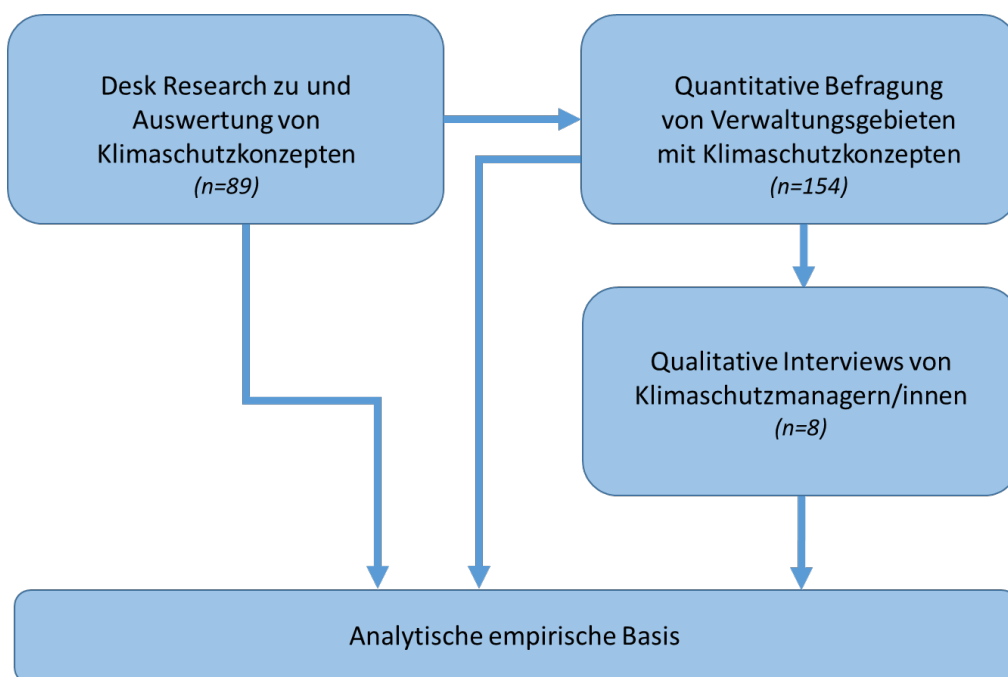 Desk Research zu und
Auswertung von
Klimaschutzkonzepten
(n=89)
Quantitative Befragung
von Verwaltungsgebieten
mit Klimaschutzkonzepten
(n=154)
Qualitative Interviews von
Klimaschutzmanagern/innen
(n=8)
Analytische empirische Basis